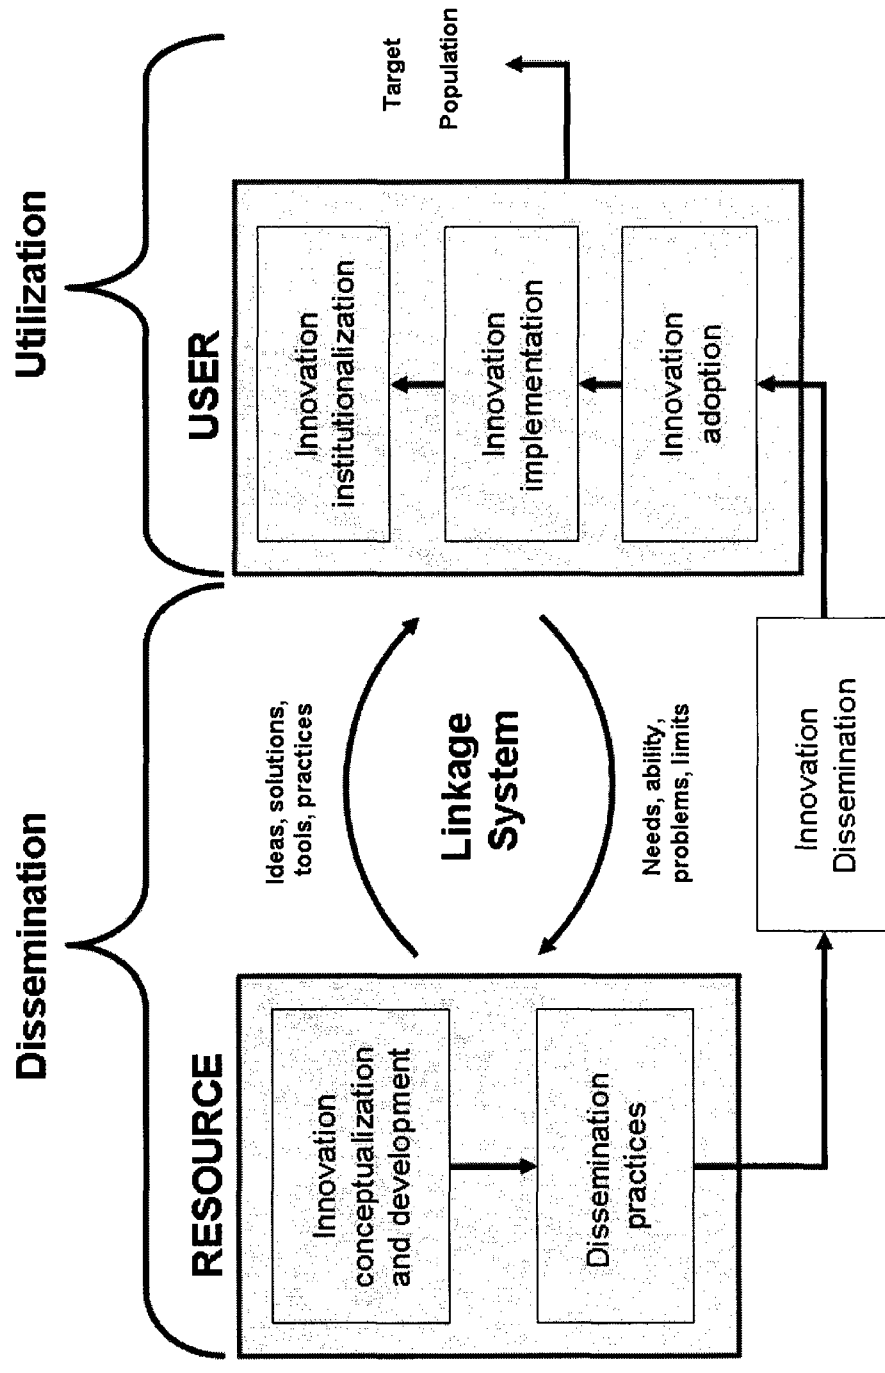 Dissemination
Utilization
RESOURCE
Innovation
conceptualization
and development
Dissemination
practices
Ideas, solutions,
tools, practices
Linkage
System
Needs, ability,
problems, limits
Innovation
Dissemination
USER
Innovation
institutionalization
Innovation
implementation
Innovation
adoption
Target
Population